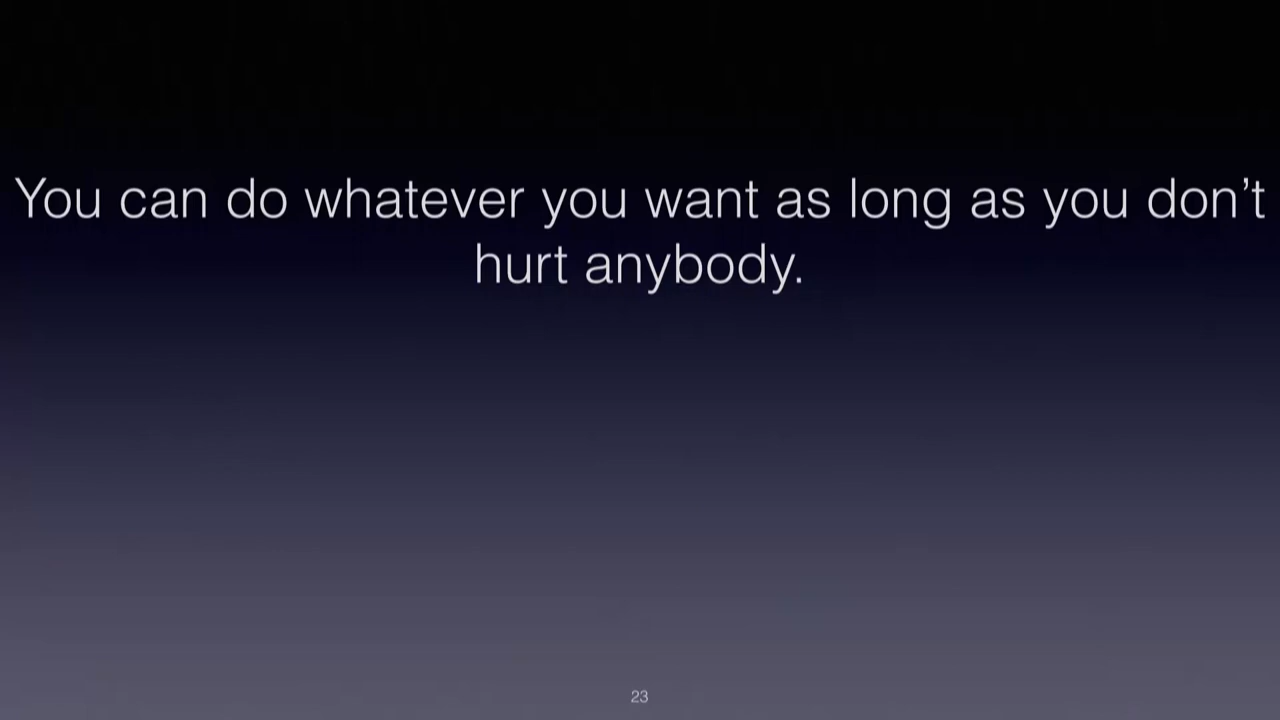 You can do whatever you want as long as you don’t
hurt anybody.
23